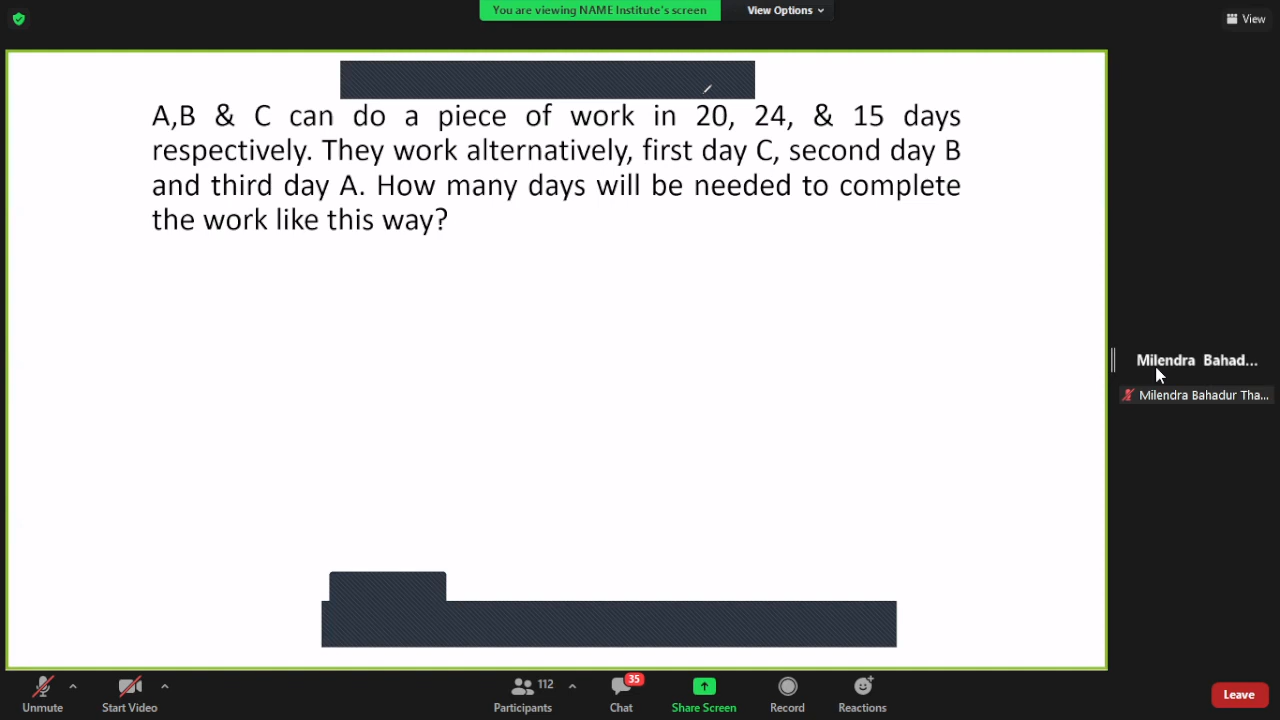 You are viewing NAME Institute's screen
View Options
View
A,B & C can do a piece of work in 20, 24, & 15 days
respectively. They work alternatively, first day C, second day B
and third day A. How many days will be needed to complete
the work like this way?
Milendra Bahad...
Milendra Bahadur Tha...
Unmute
Start Video
112
Participants
35
Chat
Share Screen
Record
Reactions
Leave